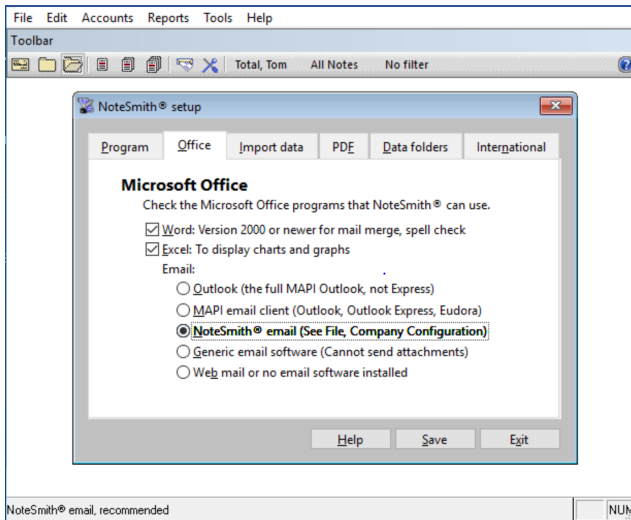 File Edit Accounts Reports Tools Help
Toolbar
Total, Tom All Notes No filter
NoteSmith® setup
Program Office Import data PDF Data folders International
Microsoft Office
Check the Microsoft Office programs that NoteSmith® can use.
Word: Version 2000 or newer for mail merge, spell check
Excel: To display charts and graphs
Email:
Outlook (the full MAPI Outlook, not Express)
MAPI email client (Outlook, Outlook Express, Eudora)
NoteSmith® email (See File, Company Configuration)
Generic email software (Cannot send attachments)
Web mail or no email software installed
Help Save Exit
NoteSmith® email, recommended